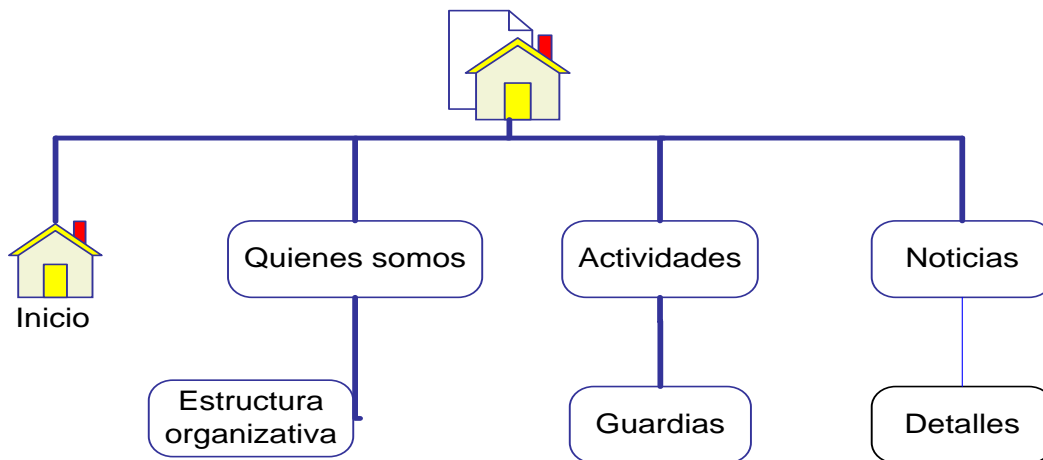 Quienes somos
Actividades
Noticias
Inicio
Estructura
organizativa
Guardias
Detalles